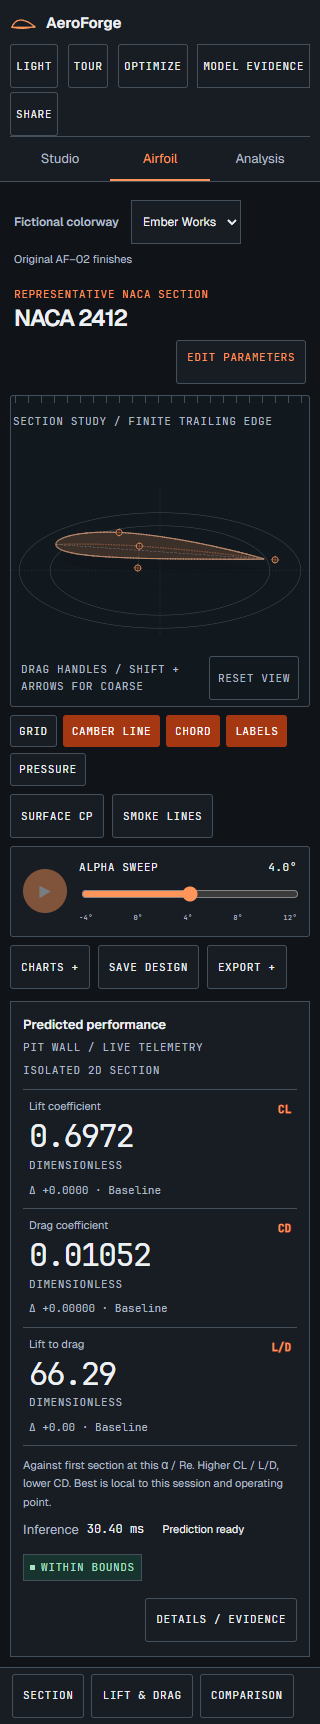 AeroForge
LIGHT
TOUR
OPTIMIZE
MODEL EVIDENCE
SHARE
Studio
Airfoil
Analysis
Fictional colorway
Ember Works
Original AF-02 finishes
REPRESENTATIVE NACA SECTION
NACA 2412
EDIT PARAMETERS
SECTION STUDY / FINITE TRAILING EDGE
DRAG HANDLES / SHIFT +
ARROWS FOR COARSE
RESET VIEW
GRID
CAMBER LINE
CHORD
LABELS
PRESSURE
SURFACE CP
SMOKE LINES
ALPHA SWEEP
4.0°
-4°
0°
4°
8°
12°
CHARTS +
SAVE DESIGN
EXPORT +
Predicted performance
PIT WALL / LIVE TELEMETRY
ISOLATED 2D SECTION
Lift coefficient
CL
0.6972
DIMENSIONLESS
Δ +0.0000 · Baseline
Drag coefficient
CD
0.01052
DIMENSIONLESS
Δ +0.00000 · Baseline
Lift to drag
L/D
66.29
DIMENSIONLESS
Δ +0.00 · Baseline
Against first section at this α / Re. Higher CL / L/D,
lower CD. Best is local to this session and operating
point.
Inference 30.40 ms Prediction ready
WITHIN BOUNDS
DETAILS / EVIDENCE
SECTION
LIFT & DRAG
COMPARISON